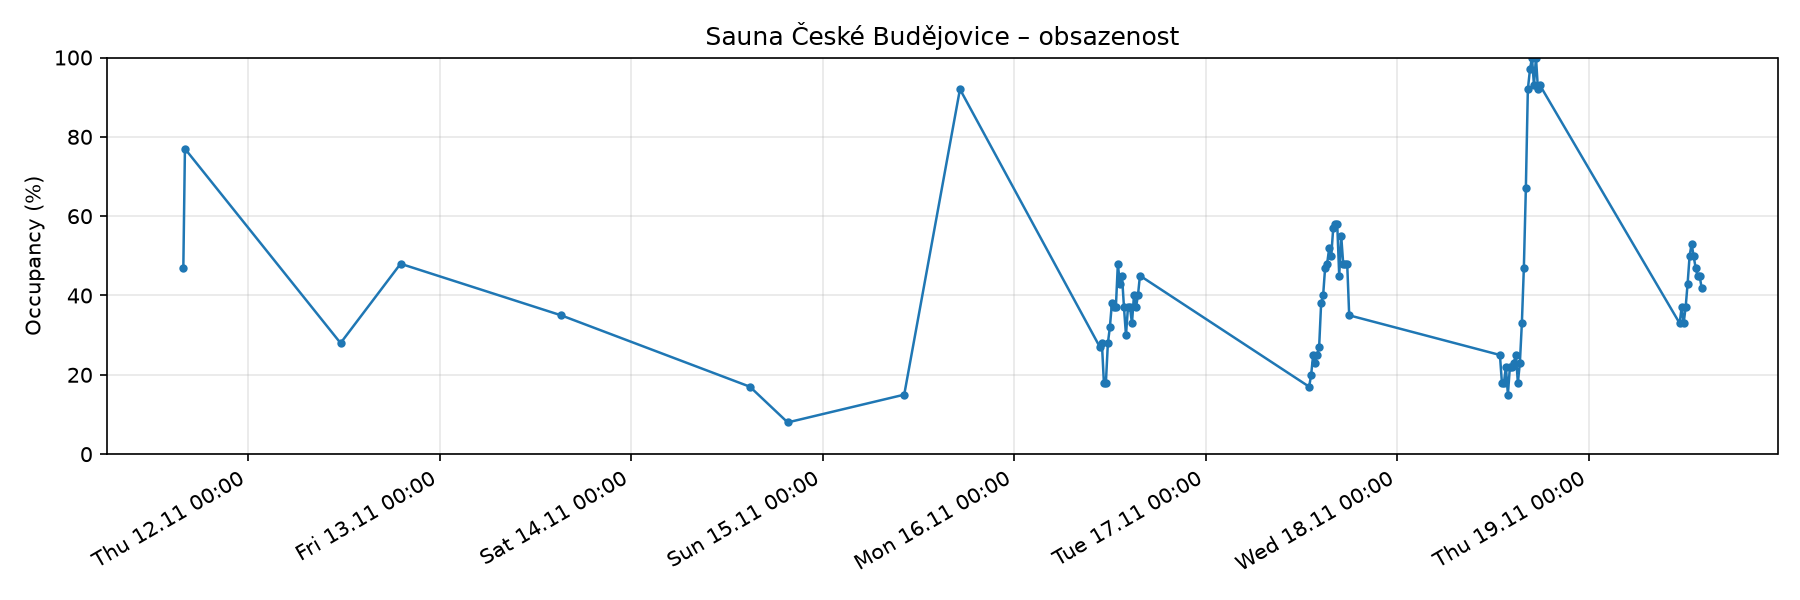 Sauna České Budějovice – obsazenost
Occupancy (%)
100
80
60
40
20
0
Thu 12.11 00:00
Fri 13.11 00:00
Sat 14.11 00:00
Sun 15.11 00:00
Mon 16.11 00:00
Tue 17.11 00:00
Wed 18.11 00:00
Thu 19.11 00:00